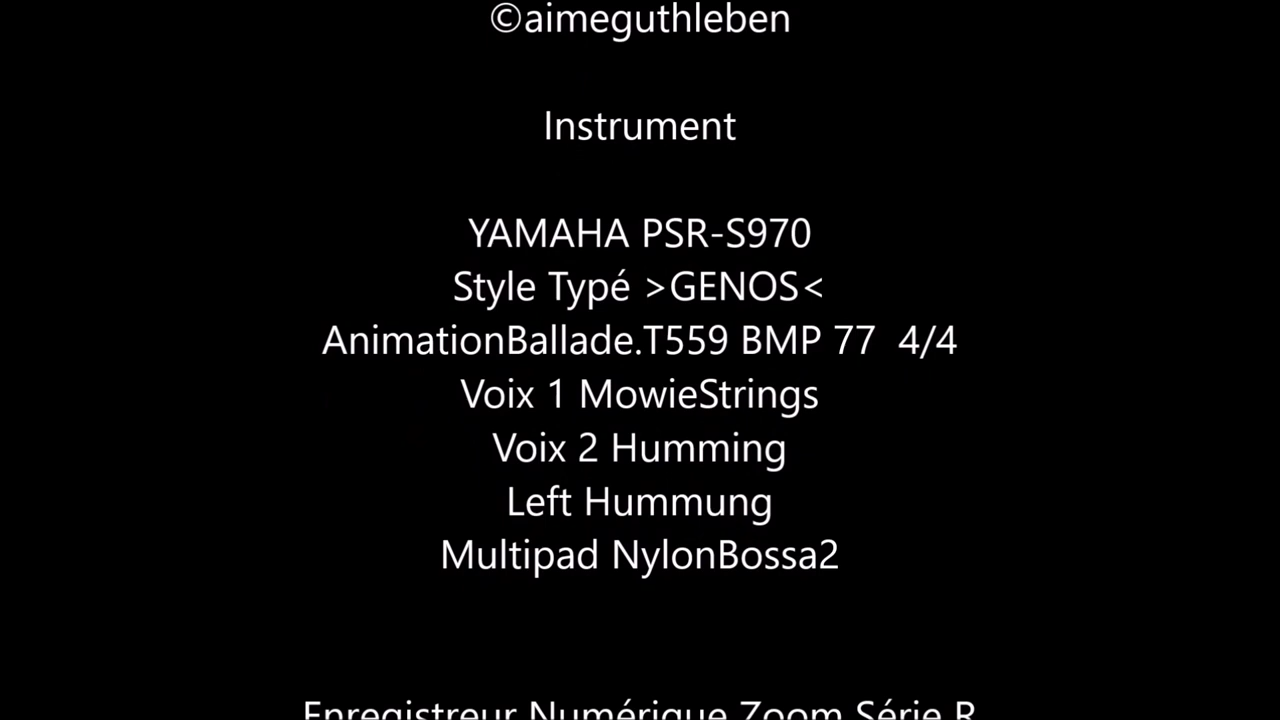 ©aimeguthleben
Instrument
YAMAHA PSR-S970
Style Typé >GENOS<
AnimationBallade.T559 BMP 77  4/4
Voix 1 MowieStrings
Voix 2 Humming
Left Hummung
Multipad NylonBossa2
Enregistreur Numérique Zoom Série R